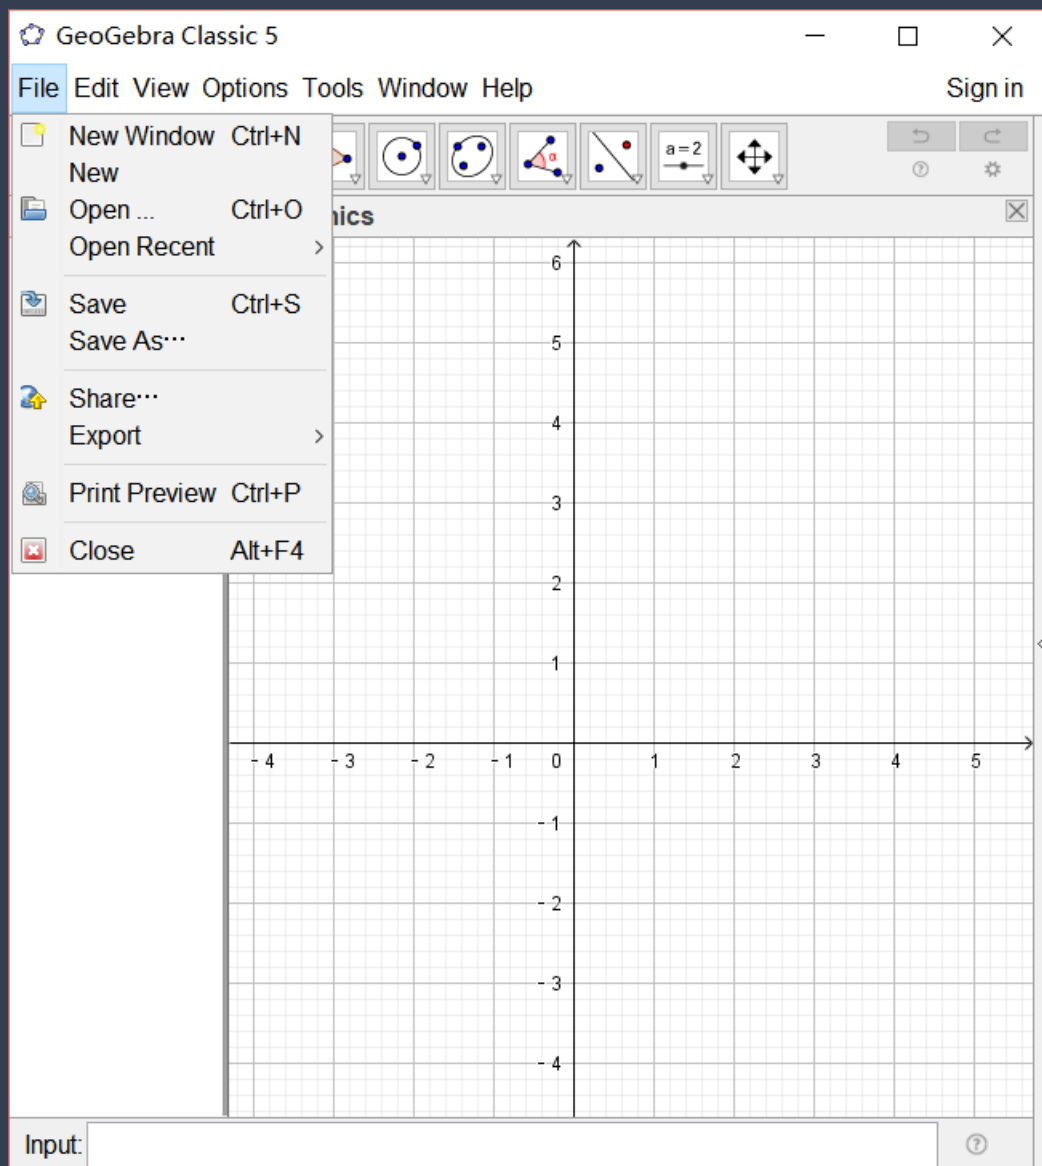 GeoGebra Classic 5
File Edit View Options Tools Window Help Sign in
New Window Ctrl+N
New
Open ... Ctrl+O
Open Recent
Save Ctrl+S
Save As···
Share···
Export
Print Preview Ctrl+P
Close Alt+F4
α
a=2
ics
6
5
4
3
2
1
-4 -3 -2 -1 0 1 2 3 4 5
-1
-2
-3
-4
Input: